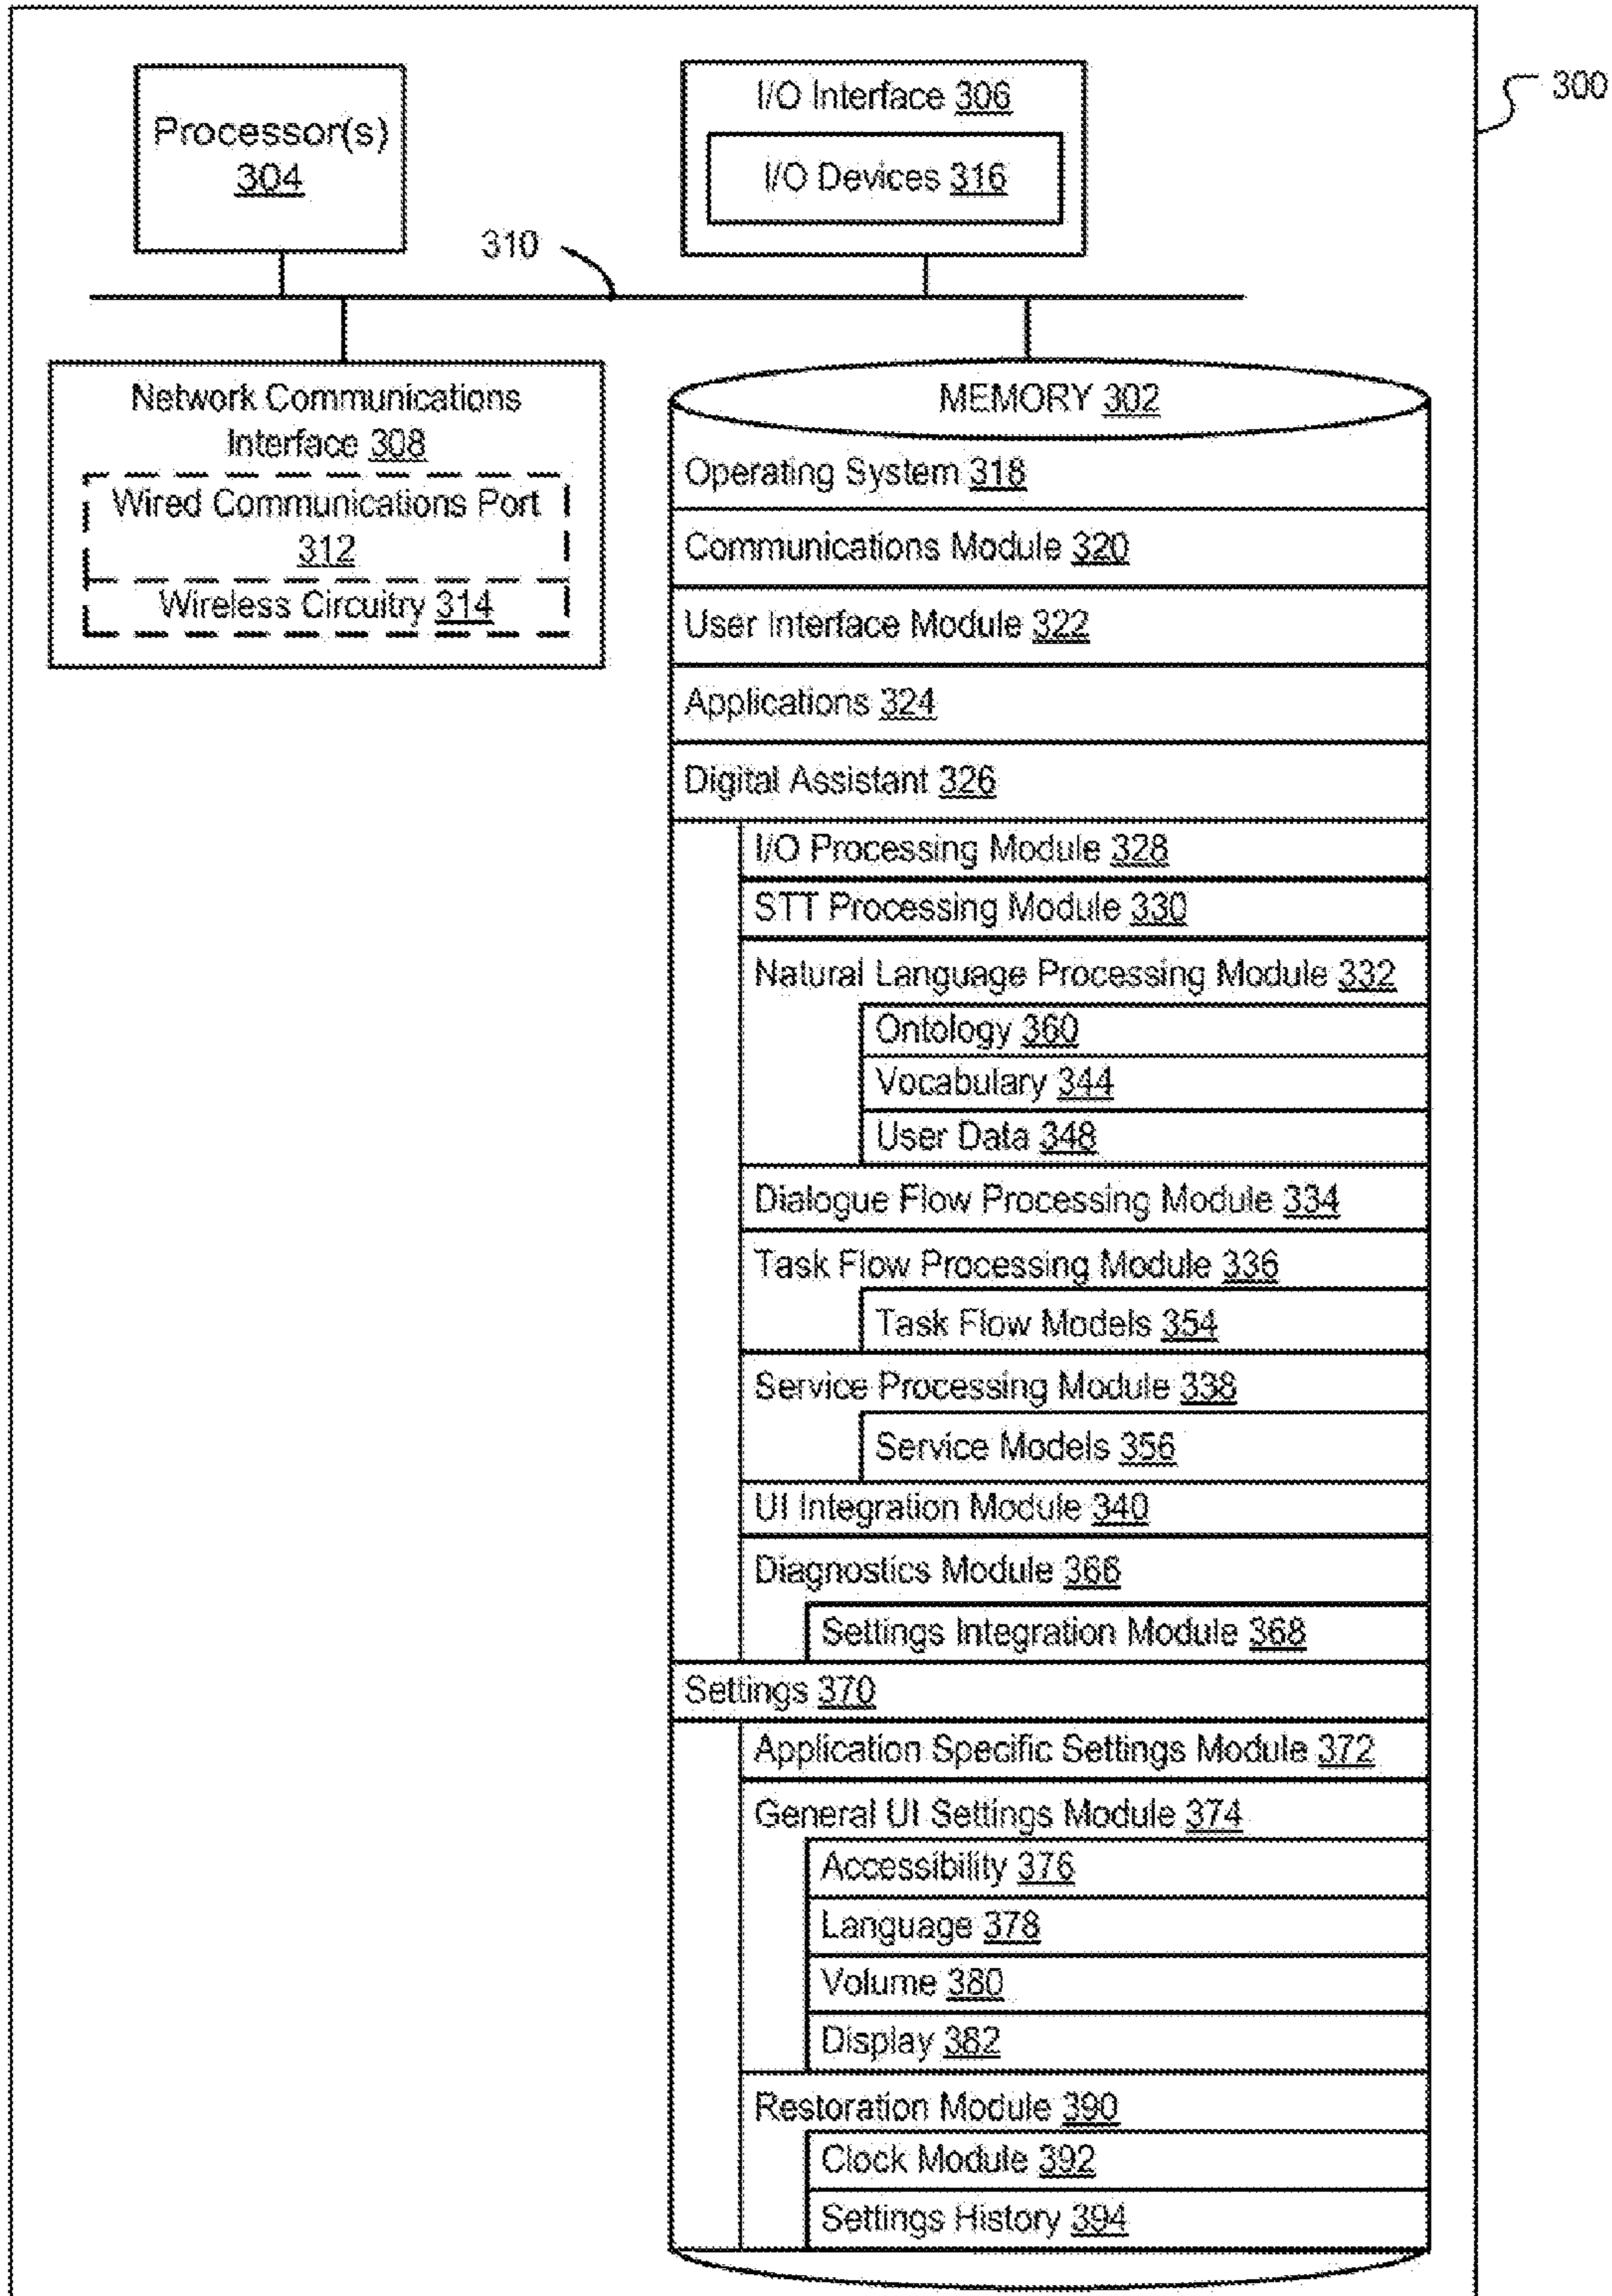 300
Processor(s)
304
I/O Interface 306
I/O Devices 316
310
Network Communications
Interface 308
Wired Communications Port
312
Wireless Circuitry 314
MEMORY 302
Operating System 318
Communications Module 320
User Interface Module 322
Applications 324
Digital Assistant 326
I/O Processing Module 328
STT Processing Module 330
Natural Language Processing Module 332
Ontology 360
Vocabulary 344
User Data 348
Dialogue Flow Processing Module 334
Task Flow Processing Module 336
Task Flow Models 354
Service Processing Module 338
Service Models 356
UI Integration Module 340
Diagnostics Module 366
Settings Integration Module 368
Settings 370
Application Specific Settings Module 372
General UI Settings Module 374
Accessibility 376
Language 378
Volume 380
Display 382
Restoration Module 390
Clock Module 392
Settings History 394